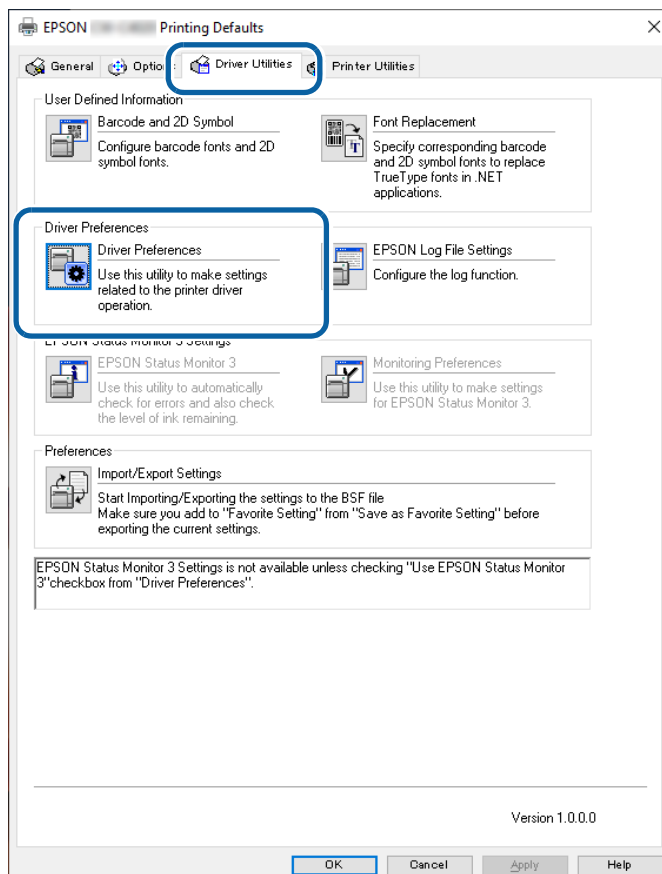 EPSON Printing Defaults
General Option Driver Utilities Printer Utilities
User Defined Information
Barcode and 2D Symbol
Configure barcode fonts and 2D
symbol fonts.
Font Replacement
Specify corresponding barcode
and 2D symbol fonts to replace
TrueType fonts in .NET
applications.
Driver Preferences
Driver Preferences
Use this utility to make settings
related to the printer driver
operation.
EPSON Log File Settings
Configure the log function.
EPSON Status Monitor 3 Settings
EPSON Status Monitor 3
Use this utility to automatically
check for errors and also check
the level of ink remaining.
Monitoring Preferences
Use this utility to make settings
for EPSON Status Monitor 3.
Preferences
Import/Export Settings
Start Importing/Exporting the settings to the BSF file
Make sure you add to "Favorite Setting" from "Save as Favorite Setting" before
exporting the current settings.
EPSON Status Monitor 3 Settings is not available unless checking "Use EPSON Status Monitor
3"checkbox from "Driver Preferences".
Version 1.0.0.0
OK Cancel Apply Help